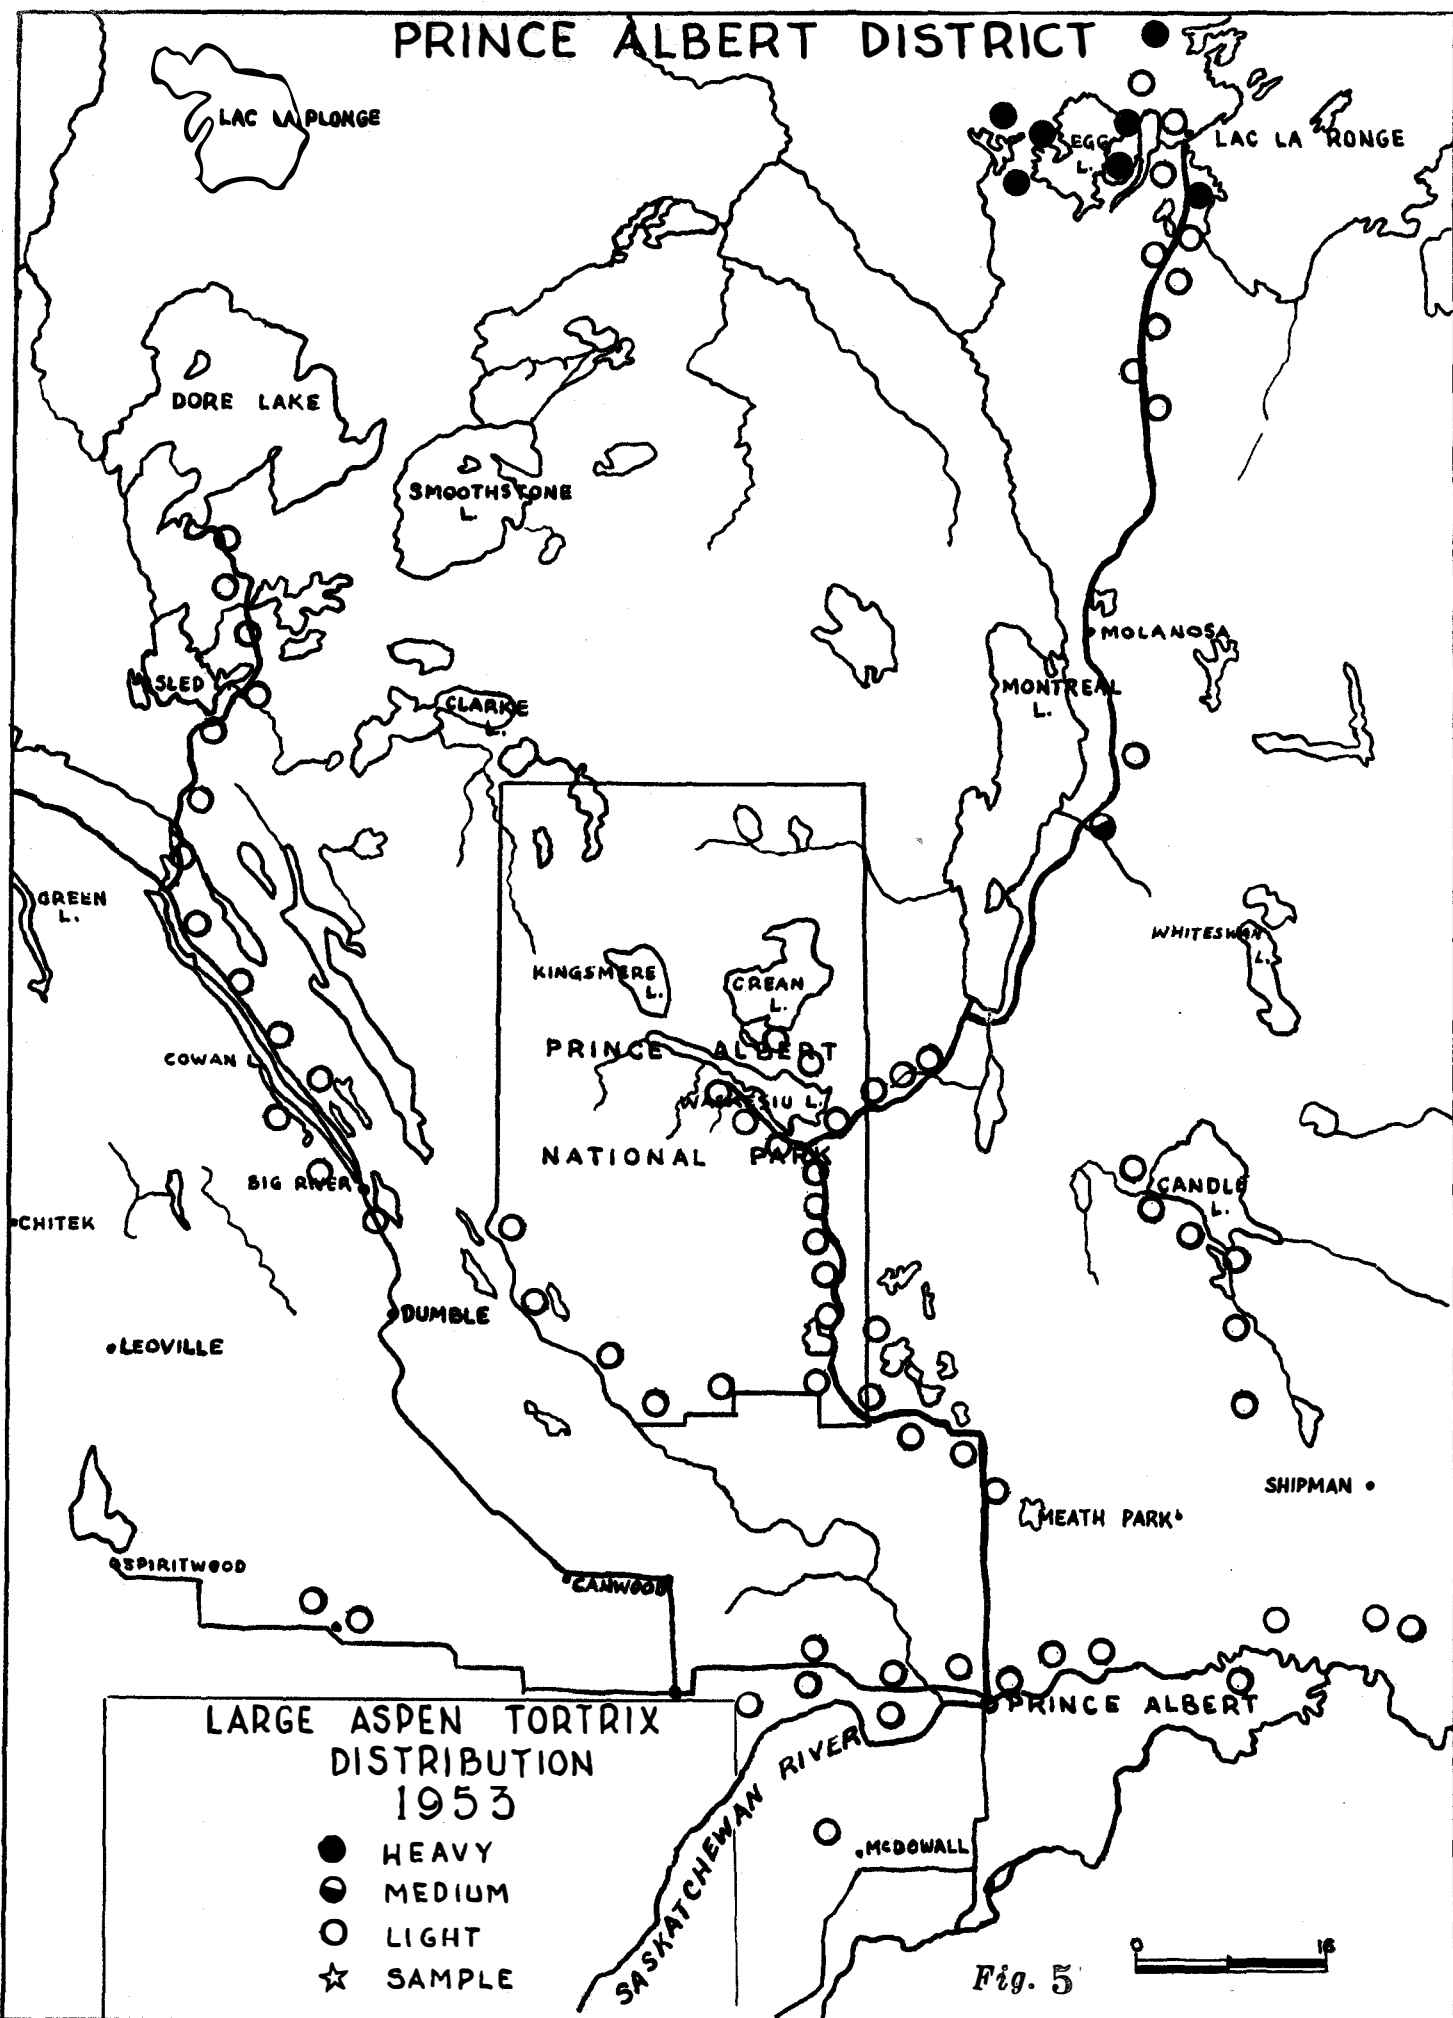 PRINCE ALBERT DISTRICT
LAC LA PLONGE
EGG
L.
LAC LA RONGE
DORE LAKE
SMOOTHSTONE
L.
MOLANOSA
SLED
MONTREAL
L.
CLARKE
L.
GREEN
L.
WHITESWAN
L.
KINGSMERE
L.
CREAN
L.
COWAN L
PRINCE ALBERT
WASKESIU L.
NATIONAL PARK
BIG RIVER
CANDLE
L.
CHITEK
DUMBLE
LEOVILLE
SHIPMAN
MEATH PARK
SPIRITWOOD
CANWOOD
PRINCE ALBERT
SASKATCHEWAN RIVER
McDOWALL
LARGE ASPEN TORTRIX
DISTRIBUTION
1953
HEAVY
MEDIUM
LIGHT
SAMPLE
Fig. 5
0 16